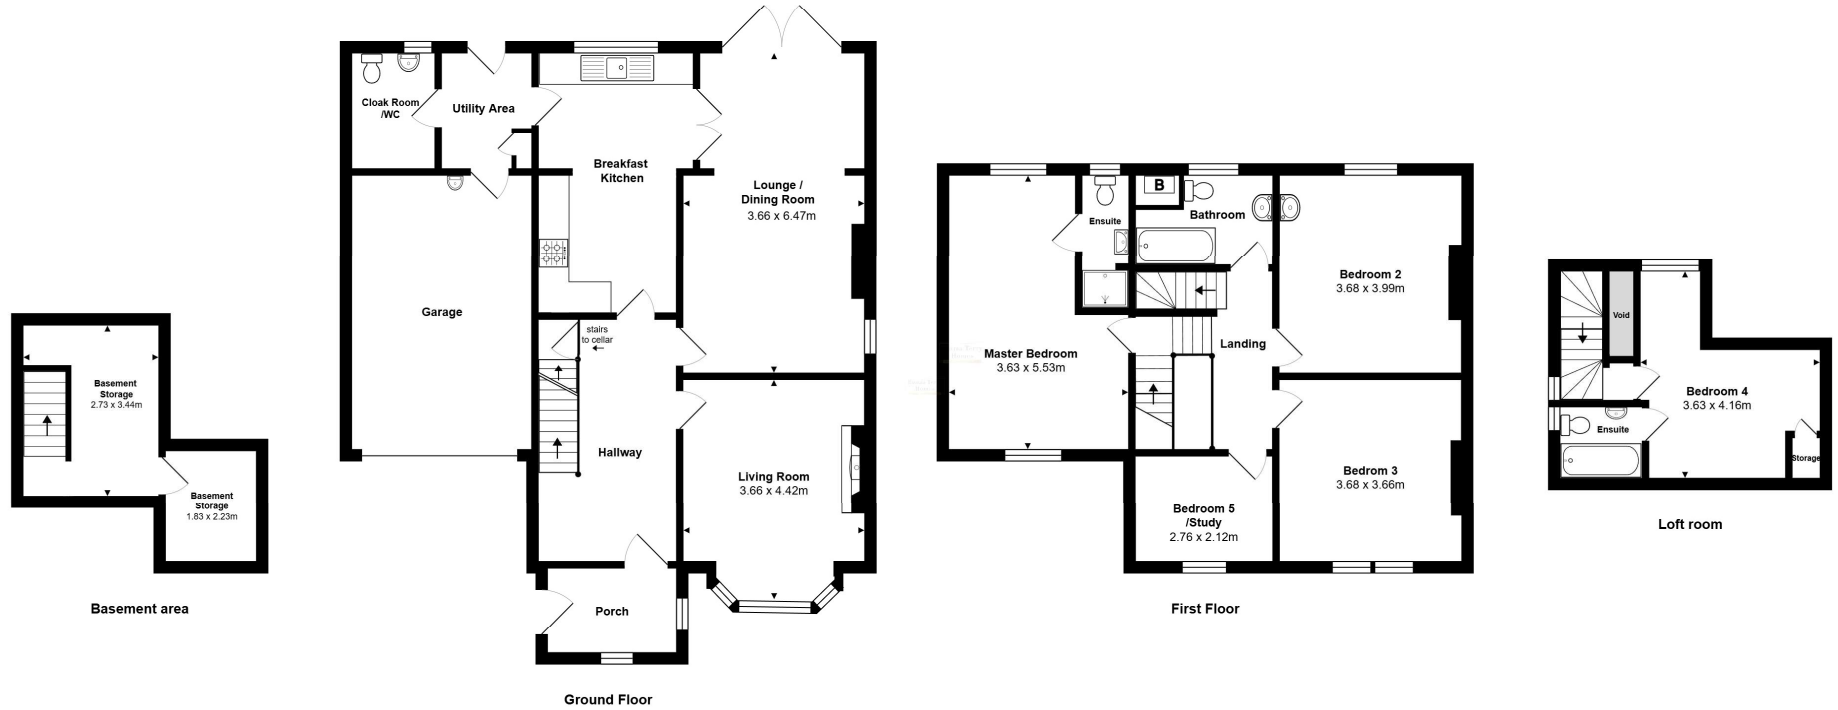 Basement
Storage
2.73 x 3.44m
Basement
Storage
1.83 x 2.23m
Basement area
Cloak Room
/WC
Utility Area
Breakfast
Kitchen
Lounge /
Dining Room
3.66 x 6.47m
Garage
stairs
to cellar
Hallway
Living Room
3.66 x 4.42m
Porch
Ground Floor
B
Ensuite
Bathroom
Bedroom 2
3.68 x 3.99m
Master Bedroom
3.63 x 5.53m
Landing
Bedrom 3
3.68 x 3.66m
Bedroom 5
/Study
2.76 x 2.12m
First Floor
Void
Bedroom 4
3.63 x 4.16m
Ensuite
Storage
Loft room